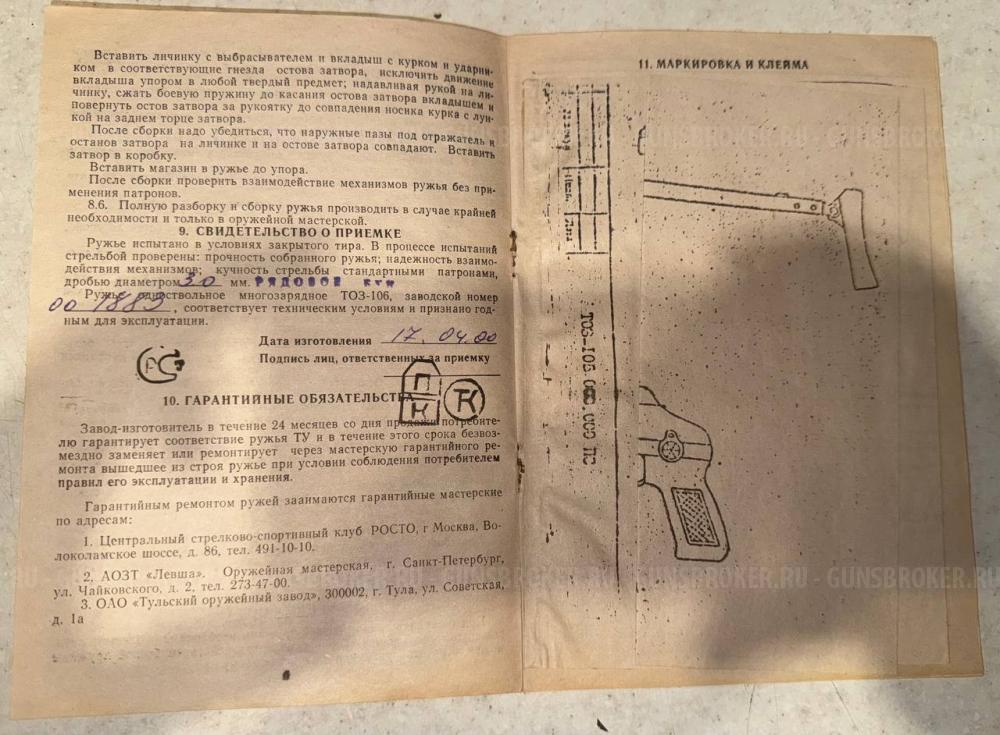 Вставить личинку с выбрасывателем и вкладыш с курком и ударни-
ком в соответствующие гнезда остова затвора, исключить движение
вкладыша упором в любой твердый предмет; надавливая рукой на ли-
чинку, сжать боевую пружину до касания остова затвора вкладышем и
повернуть остов затвора за рукоятку до совпадения носика курка с лун-
кой на заднем торце затвора.
После сборки надо убедиться, что наружные пазы под отражатель и
останов затвора на личинке и на остове затвора совпадают. Вставить
затвор в коробку.
Вставить магазин в ружье до упора.
После сборки проверить взаимодействие механизмов ружья без при-
менения патронов.
8.6. Полную разборку и сборку ружья производить в случае крайней
необходимости и только в оружейной мастерской.
9. СВИДЕТЕЛЬСТВО О ПРИЕМКЕ
Ружье испытано в условиях закрытого тира. В процессе испытаний
стрельбой проверены: прочность собранного ружья; надежность взаимо-
действия механизмов; кучность стрельбы стандартными патронами,
дробью диаметром 3.0 мм. РЯДОВОЕ
Ружье одноствольное многозарядное ТОЗ-106, заводской номер
00 1889, соответствует техническим условиям и признано год-
ным для эксплуатации.
Дата изготовления 17. 04.00
Подпись лиц, ответственных за приемку
РС
П
К
ТК
10. ГАРАНТИЙНЫЕ ОБЯЗАТЕЛЬСТВА
Завод-изготовитель в течение 24 месяцев со дня продажи потребите-
лю гарантирует соответствие ружья ТУ и в течение этого срока безвоз-
мездно заменяет или ремонтирует через мастерскую гарантийного ре-
монта вышедшее из строя ружье при условии соблюдения потребителем
правил его эксплуатации и хранения.
Гарантийным ремонтом ружей заанимаются гарантийные мастерские
по адресам:
1. Центральный стрелково-спортивный клуб РОСТО, г Москва, Во-
локоламское шоссе, д. 86, тел. 491-10-10.
2. АОЗТ «Левша». Оружейная мастерская, г. Санкт-Петербург,
ул. Чайковского, д. 2, тел. 273-47-00.
3. ОАО «Тульский оружейный завод», 300002, г. Тула, ул. Советская,
д. 1а
11. МАРКИРОВКА И КЛЕЙМА
ТОЗ-106 000.000 ПС
GUNSBROKER.RU - GUNSBROKER.RU